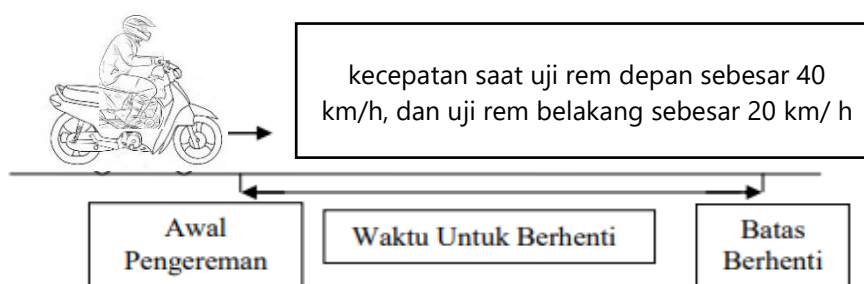 kecepatan saat uji rem depan sebesar 40
km/h, dan uji rem belakang sebesar 20 km/ h
Awal
Pengereman
Waktu Untuk Berhenti
Batas
Berhenti